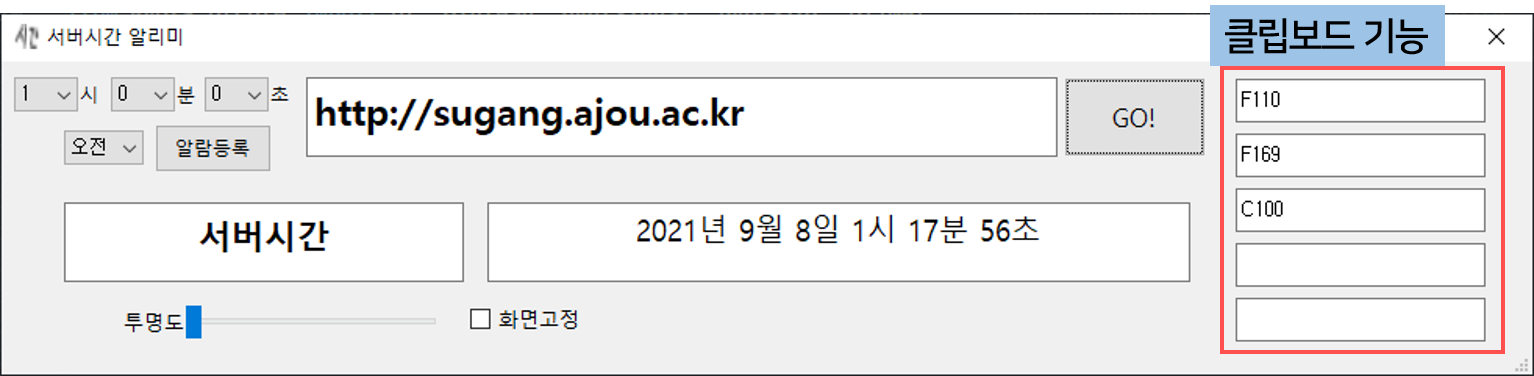 서버시간 알리미
클립보드 기능
1 시 0 분 0 초
오전 알람등록
http://sugang.ajou.ac.kr
GO!
서버시간
2021년 9월 8일 1시 17분 56초
투명도
화면고정
F110
F169
C100